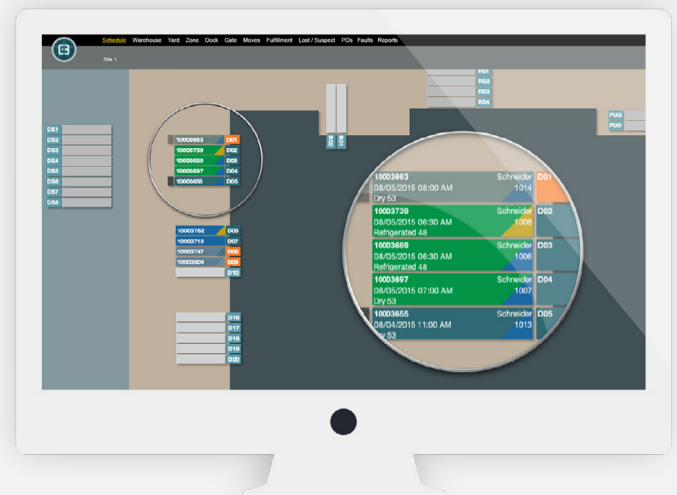 C3
Schedule Warehouse Yard Zone Dock Gate Moves Fulfillment Lost / Suspect POs Faults Reports
Site 1
RS1
RS2
RS3
RS4
DS1
DS2
DS3
DS4
DS5
DS6
DS7
DS8
10003663 D01
10003739 D02
10003689 D03
10003697 D04
10003655 D05
10003762 D06
10003713 D07
10003747 D08
10003804 D09
D10
D16
D17
D18
D19
D20
10003663 Schneider D01
08/05/2015 08:00 AM 1014
Dry 53
10003739 Schneider D02
08/05/2015 06:30 AM 1008
Refrigerated 48
10003689 Schneider D03
08/05/2015 06:30 AM 1006
Refrigerated 48
10003697 Schneider D04
08/05/2015 07:00 AM 1007
Dry 53
10003655 Schneider D05
08/04/2015 11:00 AM 1013
Dry 53